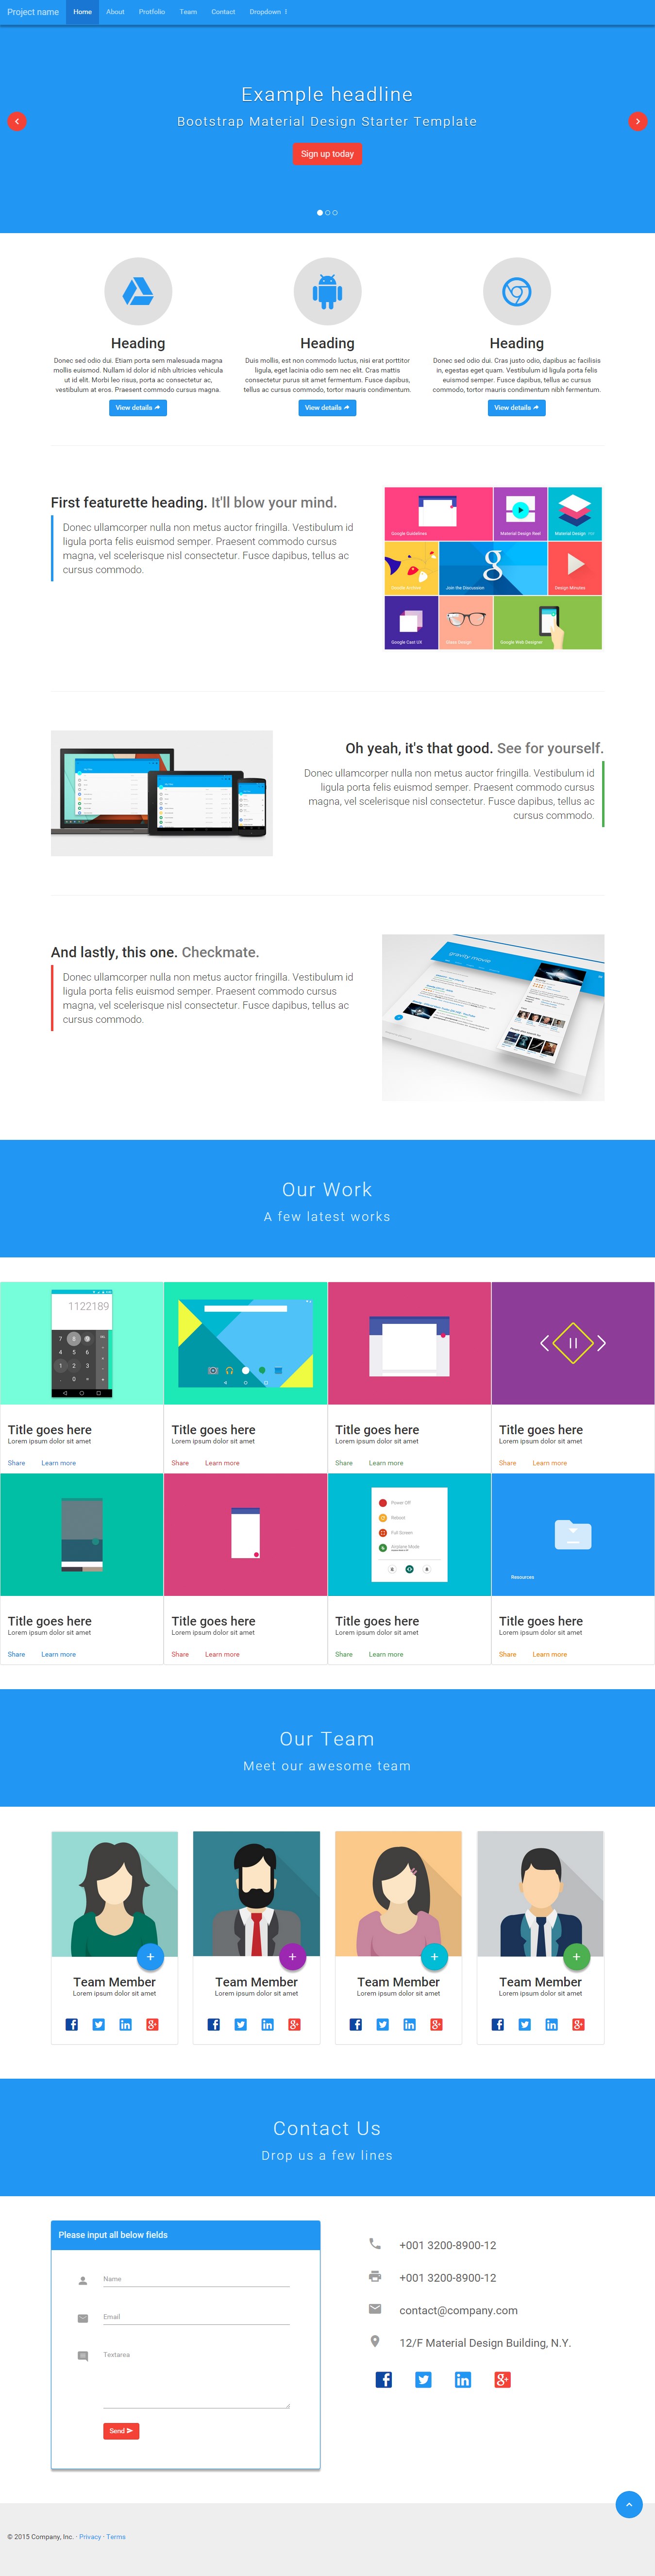 Project name Home About Protfolio Team Contact Dropdown
Example headline
Bootstrap Material Design Starter Template
Sign up today
Heading
Donec sed odio dui. Etiam porta sem malesuada magna
mollis euismod. Nullam id dolor id nibh ultricies vehicula
ut id elit. Morbi leo risus, porta ac consectetur ac,
vestibulum at eros. Praesent commodo cursus magna.
View details
Heading
Duis mollis, est non commodo luctus, nisi erat porttitor
ligula, eget lacinia odio sem nec elit. Cras mattis
consectetur purus sit amet fermentum. Fusce dapibus,
tellus ac cursus commodo, tortor mauris condimentum.
View details
Heading
Donec sed odio dui. Cras justo odio, dapibus ac facilisis
in, egestas eget quam. Vestibulum id ligula porta felis
euismod semper. Fusce dapibus, tellus ac cursus
commodo, tortor mauris condimentum nibh fermentum.
View details
First featurette heading. It'll blow your mind.
Donec ullamcorper nulla non metus auctor fringilla. Vestibulum id
ligula porta felis euismod semper. Praesent commodo cursus
magna, vel scelerisque nisl consectetur. Fusce dapibus, tellus ac
cursus commodo.
Google Guidelines
Material Design Reel
Material Design
g
Join the Discussion
Design Minutes
Google Cast UX
Glass Design
Google Web Designer
Oh yeah, it's that good. See for yourself.
Donec ullamcorper nulla non metus auctor fringilla. Vestibulum id
ligula porta felis euismod semper. Praesent commodo cursus
magna, vel scelerisque nisl consectetur. Fusce dapibus, tellus ac
cursus commodo.
And lastly, this one. Checkmate.
Donec ullamcorper nulla non metus auctor fringilla. Vestibulum id
ligula porta felis euismod semper. Praesent commodo cursus
magna, vel scelerisque nisl consectetur. Fusce dapibus, tellus ac
cursus commodo.
gravity movie
Our Work
A few latest works
1122189
7 8 9
4 5 6
1 2 3
. 0 =
Title goes here
Lorem ipsum dolor sit amet
Share Learn more
Title goes here
Lorem ipsum dolor sit amet
Share Learn more
Title goes here
Lorem ipsum dolor sit amet
Share Learn more
Title goes here
Lorem ipsum dolor sit amet
Share Learn more
Title goes here
Lorem ipsum dolor sit amet
Share Learn more
Title goes here
Lorem ipsum dolor sit amet
Share Learn more
Power Off
Reboot
Full Screen
Airplane Mode
Title goes here
Lorem ipsum dolor sit amet
Share Learn more
Resources
Title goes here
Lorem ipsum dolor sit amet
Share Learn more
Our Team
Meet our awesome team
Team Member
Lorem ipsum dolor sit amet
Team Member
Lorem ipsum dolor sit amet
Team Member
Lorem ipsum dolor sit amet
Team Member
Lorem ipsum dolor sit amet
Contact Us
Drop us a few lines
Please input all below fields
Name
Email
Textarea
Send
+001 3200-8900-12
+001 3200-8900-12
contact@company.com
12/F Material Design Building, N.Y.
© 2015 Company, Inc. · Privacy · Terms